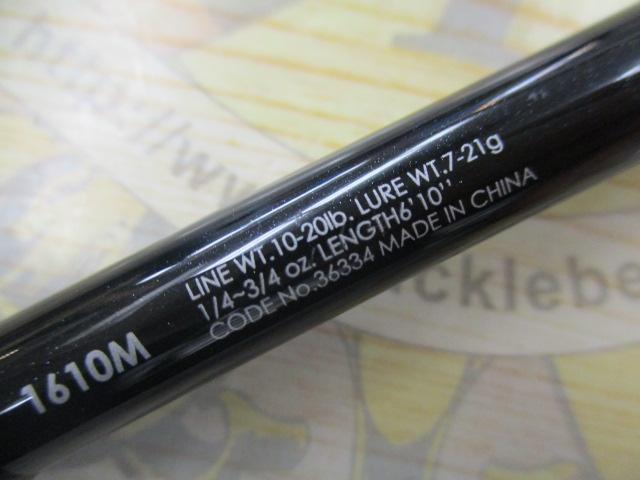 1610M
LINE WT.10-20lb. LURE WT.7-21g
1/4~3/4 oz. LENGTH6'10"
CODE No.36334 MADE IN CHINA